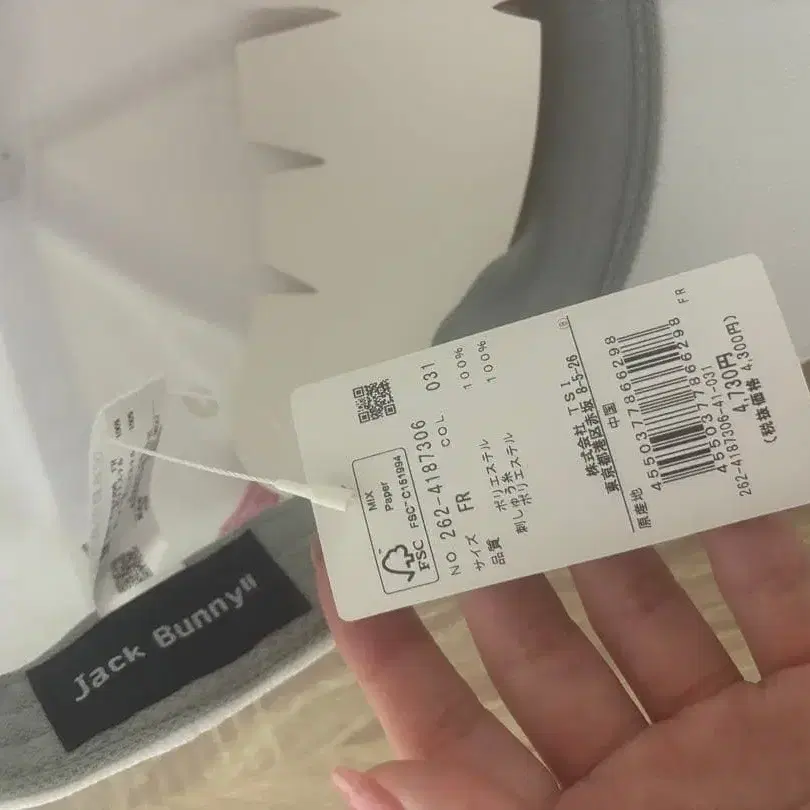 MIX
Paper
FSC
FSC-C161994
NO. 262-4187306 COL 031
サイズ FR
品質 ポリエステル 100%
刺しゅう糸
ポリエステル 100%
株式会社 TSI
東京都港区赤坂 8-5-26
原産地 中国
4550377866298
4550377866298 FR
262-4187306-41-031
4,730円
(税抜価格 4,300円)
Jack Bunny!!